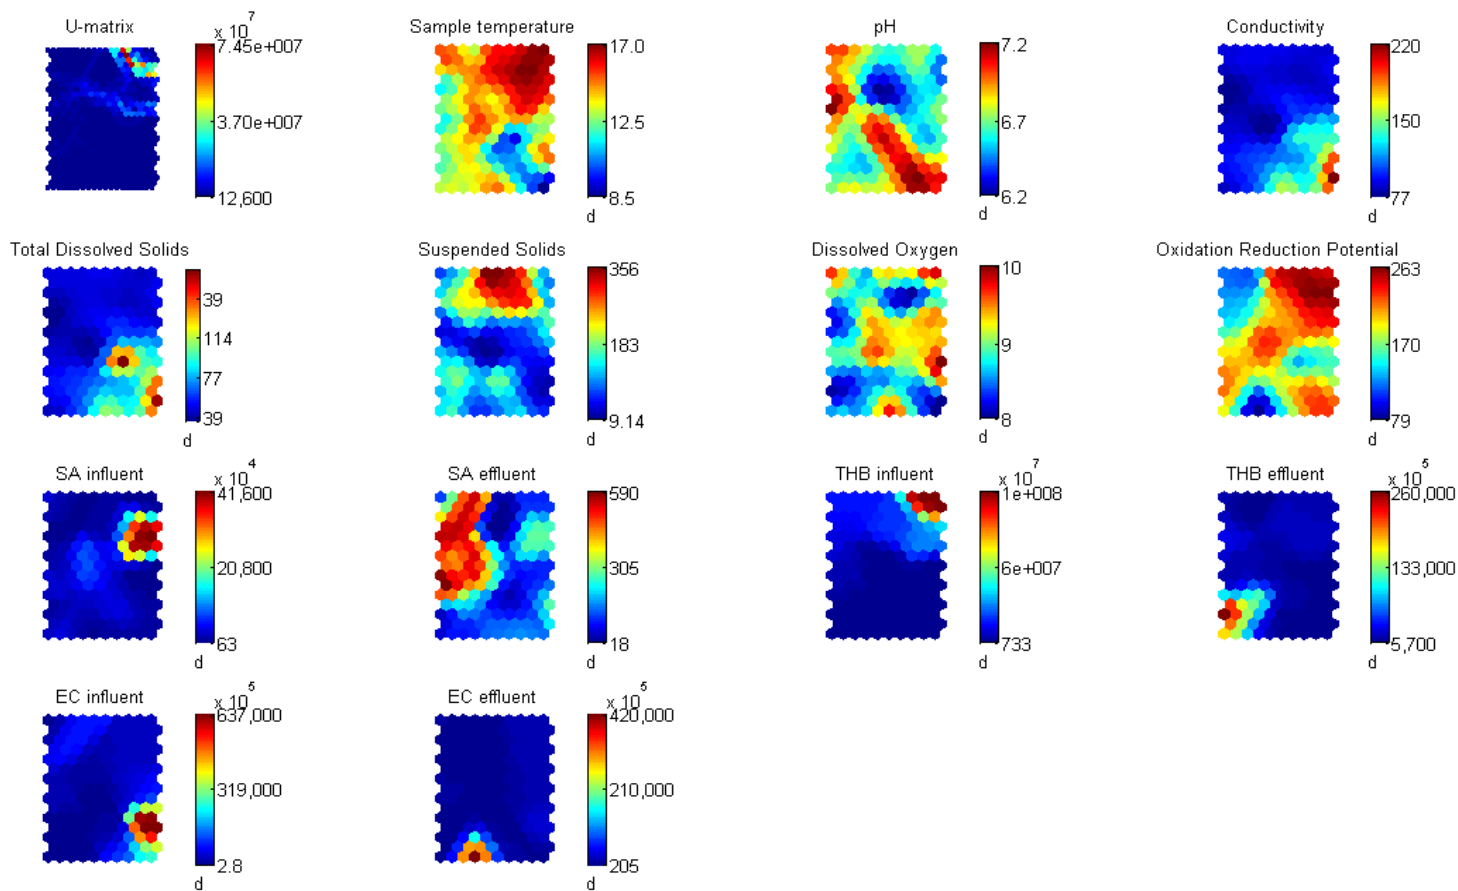 U-matrix
x 10^7
7.45e+007
3.70e+007
12,600
Sample temperature
17.0
12.5
8.5
d
pH
7.2
6.7
6.2
d
Conductivity
220
150
77
d
Total Dissolved Solids
39
114
77
39
d
Suspended Solids
356
183
9.14
d
Dissolved Oxygen
10
9
8
d
Oxidation Reduction Potential
263
170
79
d
SA influent
x 10^4
41,600
20,800
63
d
SA effluent
590
305
18
d
THB influent
x 10^7
1e+008
6e+007
733
d
THB effluent
x 10^5
260,000
133,000
5,700
d
EC influent
x 10^5
637,000
319,000
2.8
d
EC effluent
x 10^5
420,000
210,000
205
d